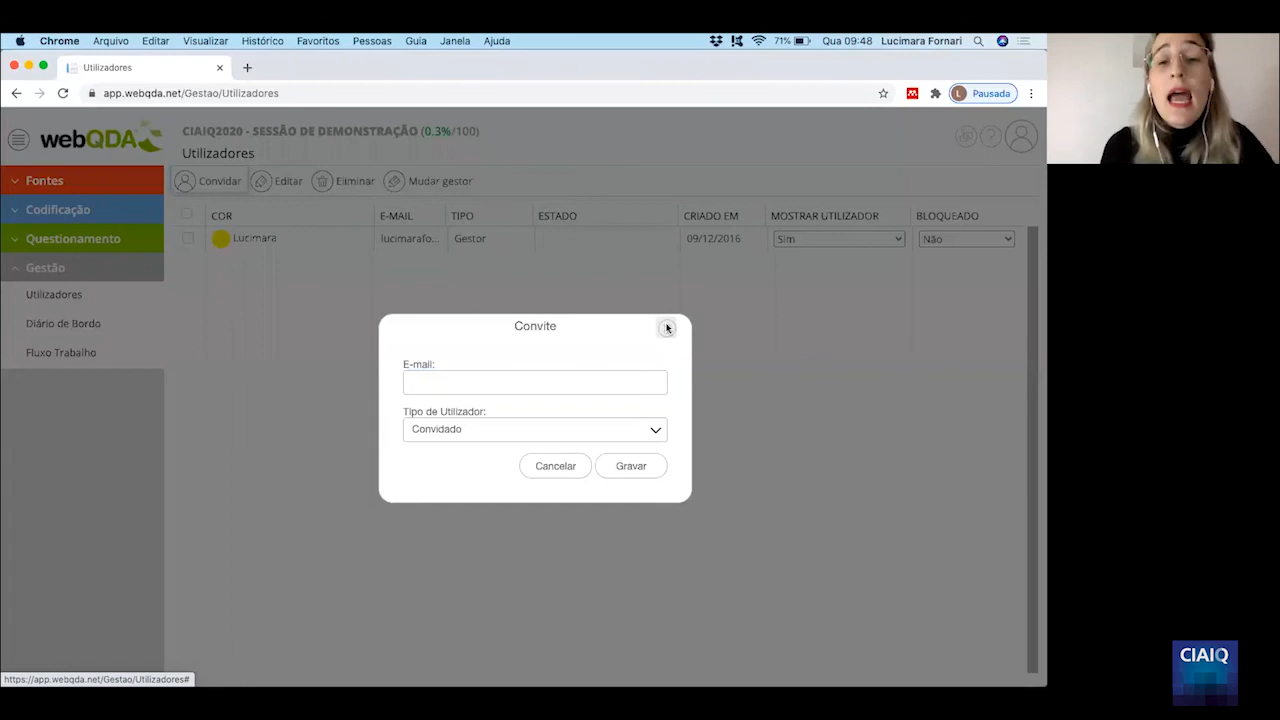 Chrome Arquivo Editar Visualizar Histórico Favoritos Pessoas Guia Janela Ajuda 71% Qua 09:48 Lucimara Fornari
Utilizadores
app.webqda.net/Gestao/Utilizadores L Pausada
webQDA CIAIQ2020 - SESSÃO DE DEMONSTRAÇÃO (0.3%/100)
Utilizadores
Fontes
Codificação
Questionamento
Gestão
Utilizadores
Diário de Bordo
Fluxo Trabalho
Convidar Editar Eliminar Mudar gestor
COR E-MAIL TIPO ESTADO CRIADO EM MOSTRAR UTILIZADOR BLOQUEADO
Lucimara lucimarafo... Gestor 09/12/2016 Sim Não
Convite
E-mail:
Tipo de Utilizador:
Convidado
Cancelar Gravar
https://app.webqda.net/Gestao/Utilizadores#
CIAIQ